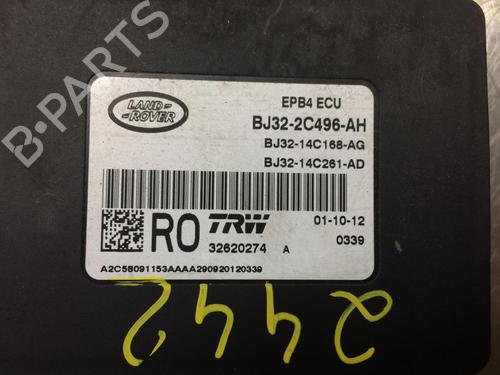 B-PARTS
LAND-
ROVER
EPB4 ECU
BJ32-2C496-AH
BJ32-14C168-AG
BJ32-14C261-AD
RO TRW
01-10-12
32620274 A
0339
A2C58091153AAAA290920120339
2442